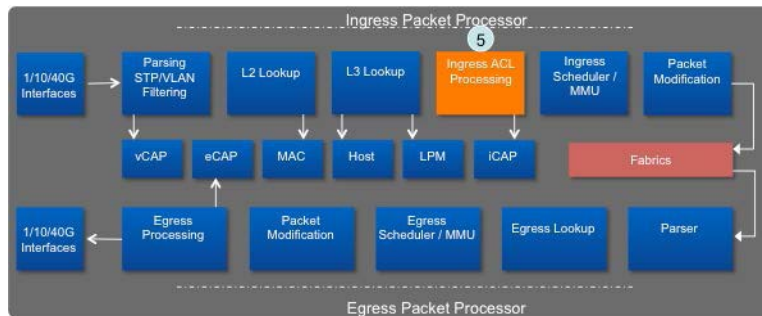 Ingress Packet Processor
5
1/10/40G
Interfaces
Parsing
STP/VLAN
Filtering
L2 Lookup
L3 Lookup
Ingress ACL
Processing
Ingress
Scheduler /
MMU
Packet
Modification
vCAP
eCAP
MAC
Host
LPM
iCAP
Fabrics
1/10/40G
Interfaces
Egress
Processing
Packet
Modification
Egress
Scheduler / MMU
Egress Lookup
Parser
Egress Packet Processor